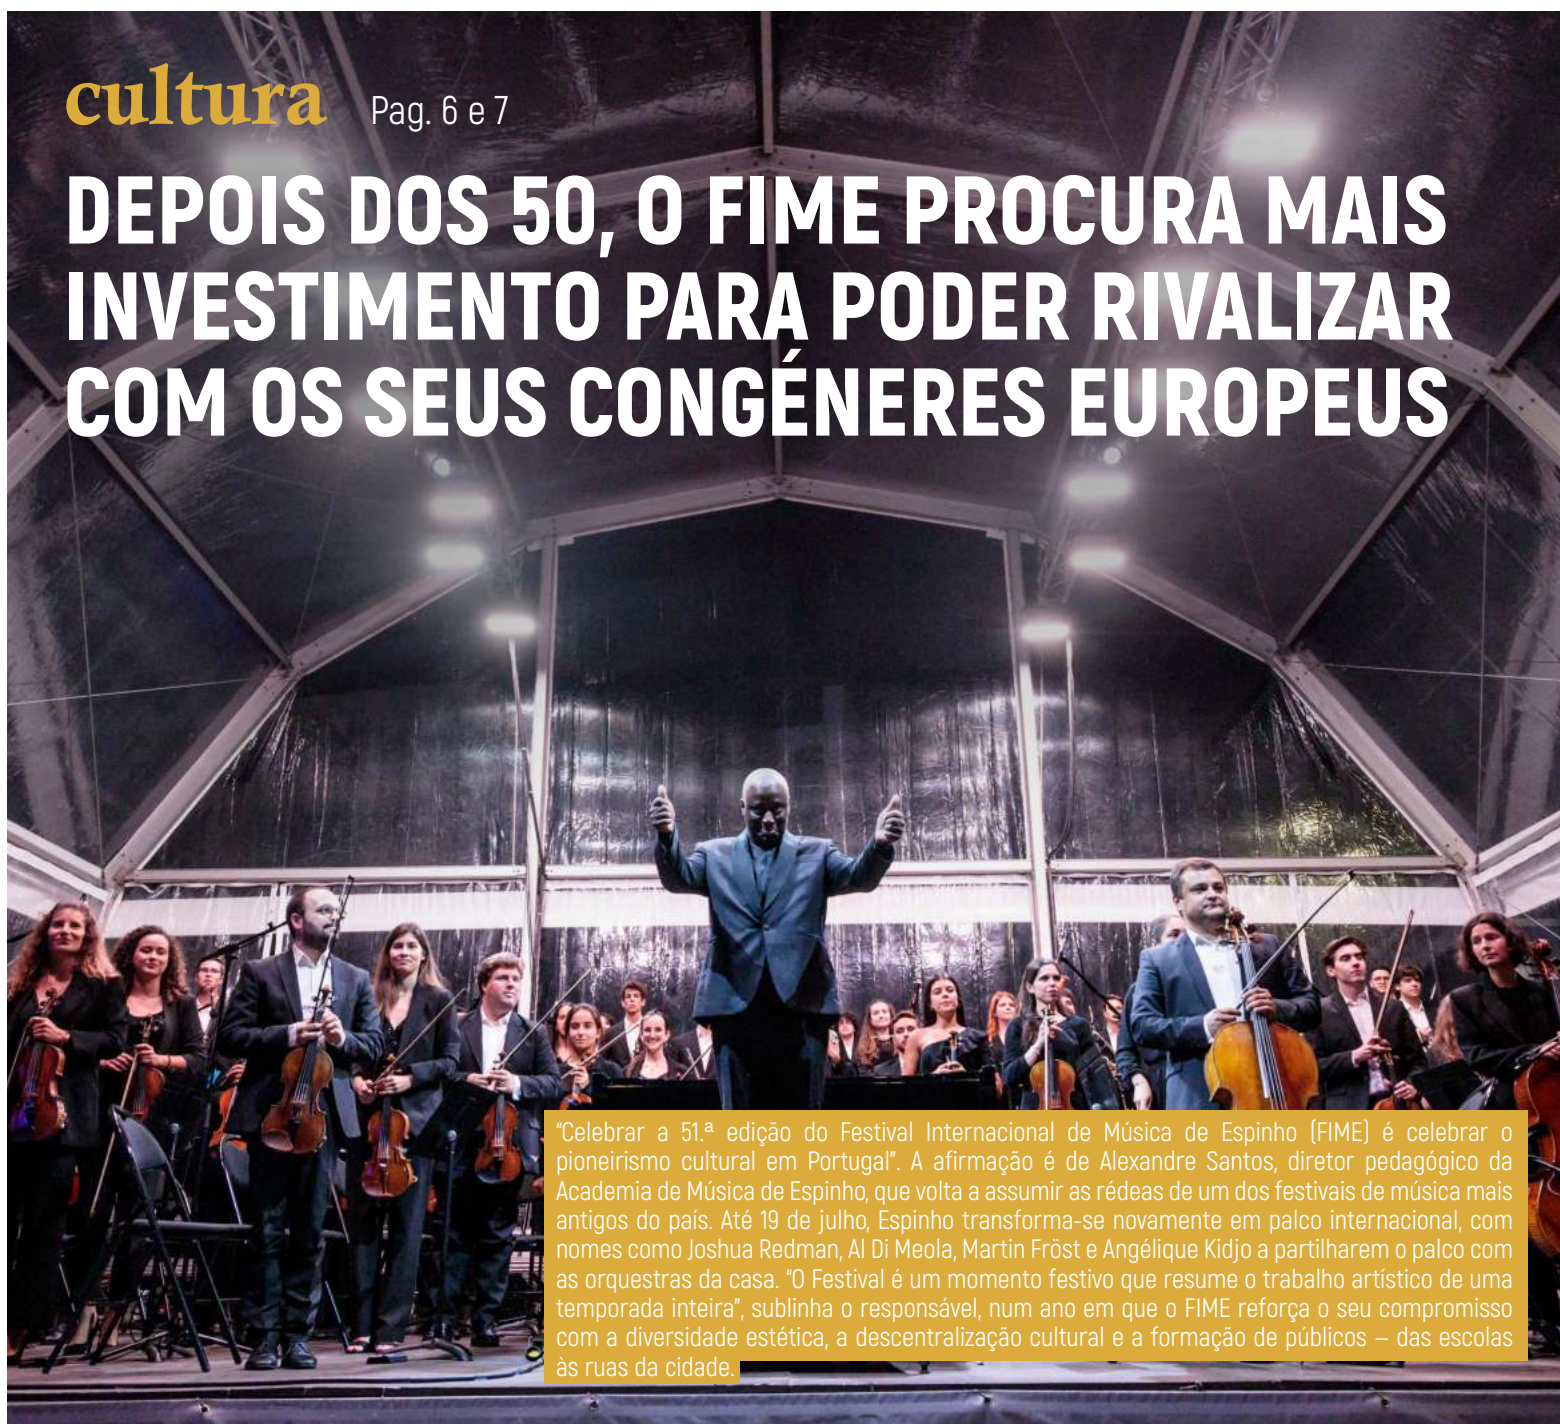 cultura Pag. 6 e 7
DEPOIS DOS 50, O FIME PROCURA MAIS
INVESTIMENTO PARA PODER RIVALIZAR
COM OS SEUS CONGÉNERES EUROPEUS
"Celebrar a 51.ª edição do Festival Internacional de Música de Espinho (FIME) é celebrar o
pioneirismo cultural em Portugal". A afirmação é de Alexandre Santos, diretor pedagógico da
Academia de Música de Espinho, que volta a assumir as rédeas de um dos festivais de música mais
antigos do país. Até 19 de julho, Espinho transforma-se novamente em palco internacional, com
nomes como Joshua Redman, Al Di Meola, Martin Fröst e Angélique Kidjo a partilharem o palco com
as orquestras da casa. "O Festival é um momento festivo que resume o trabalho artístico de uma
temporada inteira", sublinha o responsável, num ano em que o FIME reforça o seu compromisso
com a diversidade estética, a descentralização cultural e a formação de públicos – das escolas
às ruas da cidade.